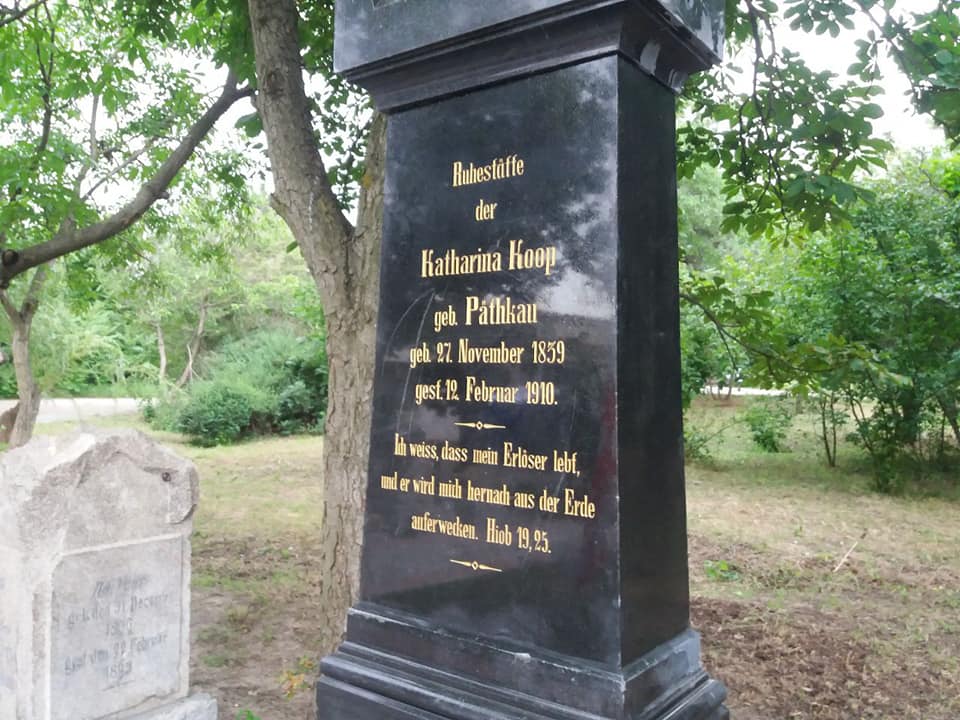 Ruhestätte
der
Katharina Koop
geb. Päthkau
geb. 27. November 1839
gest. 12. Februar 1910.
Ich weiss, dass mein Erlöser lebt,
und er wird mich hernach aus der Erde
auferwecken. Hiob 19, 25.